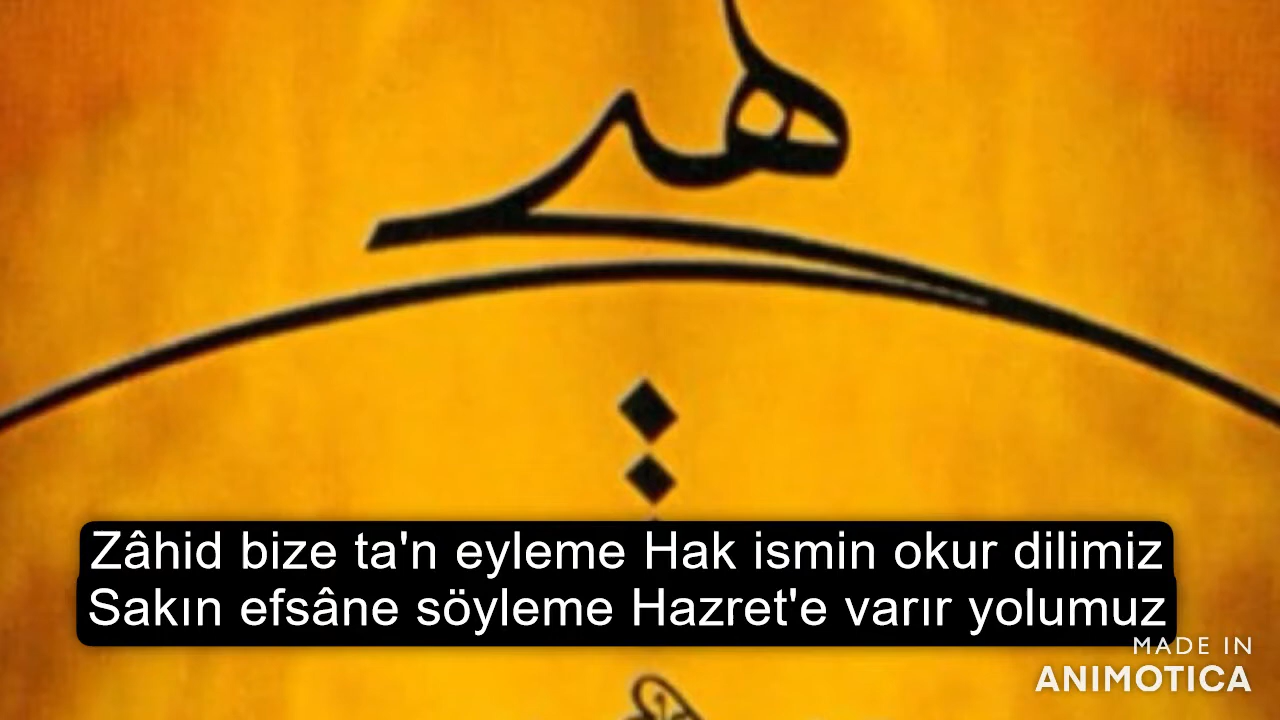 Zâhid bize ta'n eyleme Hak ismin okur dilimiz
Sakın efsâne söyleme Hazret'e varır yolumuz
MADE IN
ANIMOTICA